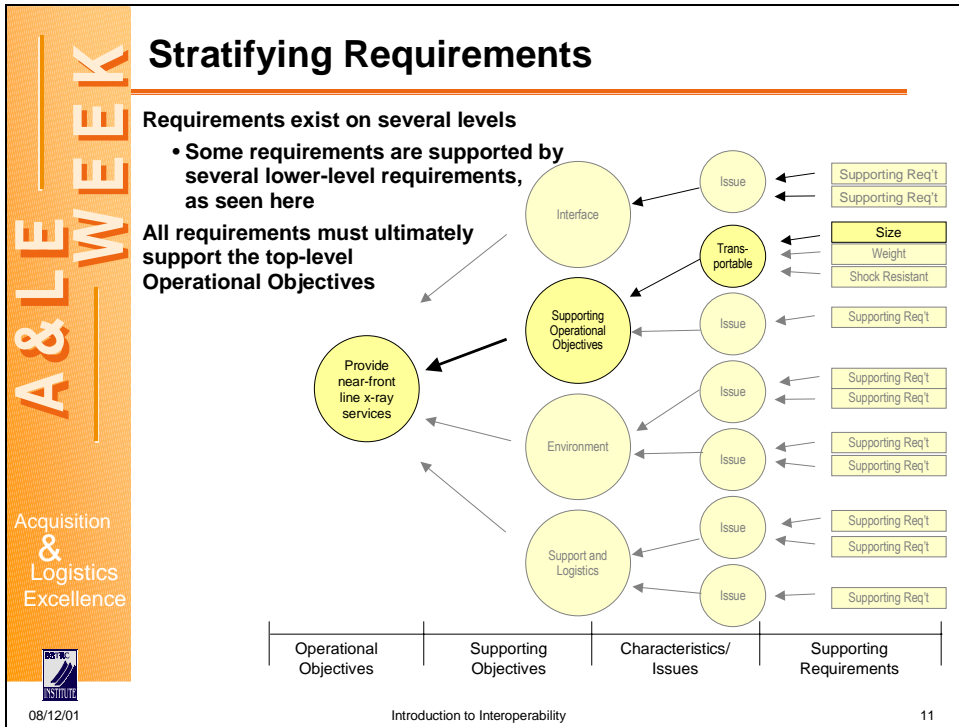 Stratifying Requirements
A & L E
W E E K
Requirements exist on several levels
• Some requirements are supported by
several lower-level requirements,
as seen here
All requirements must ultimately
support the top-level
Operational Objectives
Provide
near-front
line x-ray
services
Interface
Supporting
Operational
Objectives
Environment
Support and
Logistics
Issue
Trans-
portable
Issue
Issue
Issue
Issue
Issue
Supporting Req't
Supporting Req't
Size
Weight
Shock Resistant
Supporting Req't
Supporting Req't
Supporting Req't
Supporting Req't
Supporting Req't
Supporting Req't
Supporting Req't
Supporting Req't
Operational
Objectives
Supporting
Objectives
Characteristics/
Issues
Supporting
Requirements
Acquisition
&
Logistics
Excellence
INSTITUTE
08/12/01
Introduction to Interoperability
11